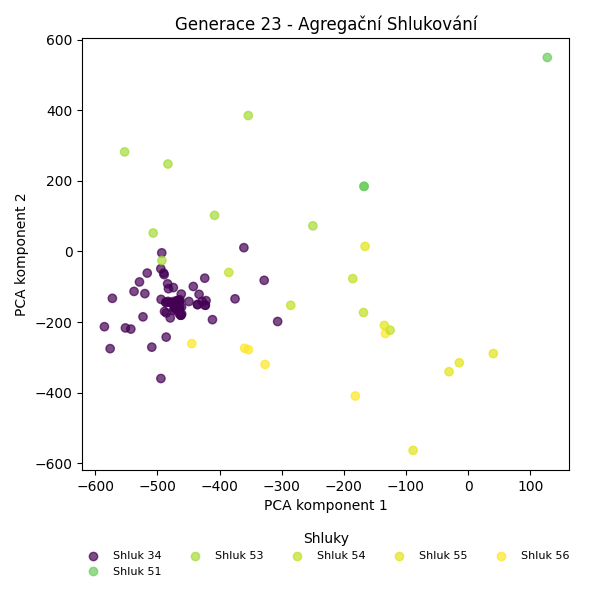 Generace 23 - Agregační Shlukování
PCA komponent 2
600
400
200
0
−200
−400
−600
−600
−500
−400
−300
−200
−100
0
100
PCA komponent 1
Shluky
Shluk 34
Shluk 53
Shluk 54
Shluk 55
Shluk 56
Shluk 51